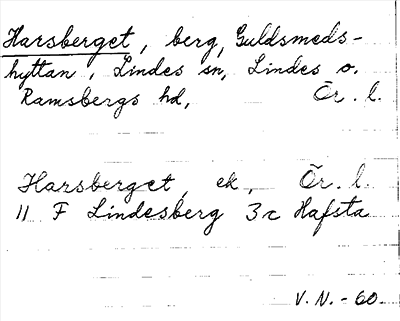 Harsberget, berg, Guldsmeds-
hyttan, Lindes sn, Lindes o.
Ramsbergs hd, Ör. l.
Harsberget, ek, Ör. l.
11 F Lindesberg 3c Hafsta
V. N. - 60.